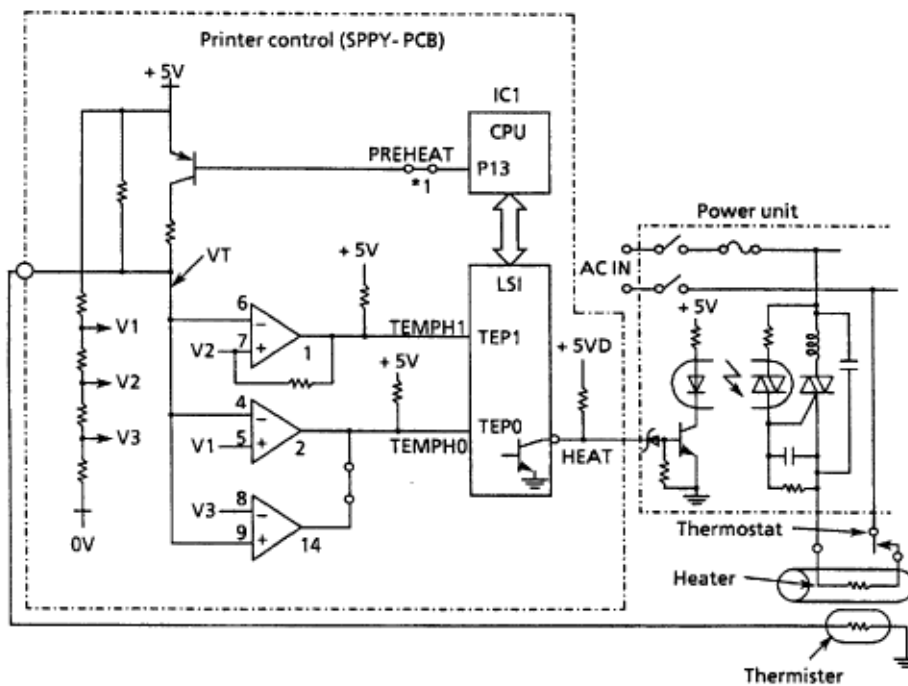 Printer control (SPPY- PCB)
+ 5V
IC1
CPU
PREHEAT
P13
*1
Power unit
VT
+ 5V
AC IN
LSI
+ 5V
6
V1
TEMPH1
TEP1
+ 5VD
V2
7
1
+ 5V
V2
4
TEP0
V3
V1
5
2
TEMPH0
HEAT
8
V3
9
14
0V
Thermostat
Heater
Thermister
−
+
−
+
−
+